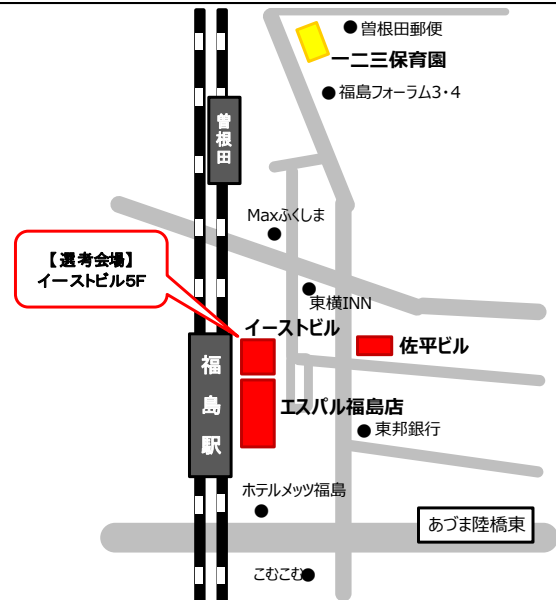 曽根田郵便
一二三保育園
福島フォーラム3・4
曽根田
Maxふくしま
【選考会場】
イーストビル5F
東横INN
イーストビル
佐平ビル
福島駅
エスパル福島店
東邦銀行
ホテルメッツ福島
あづま陸橋東
こむこむ